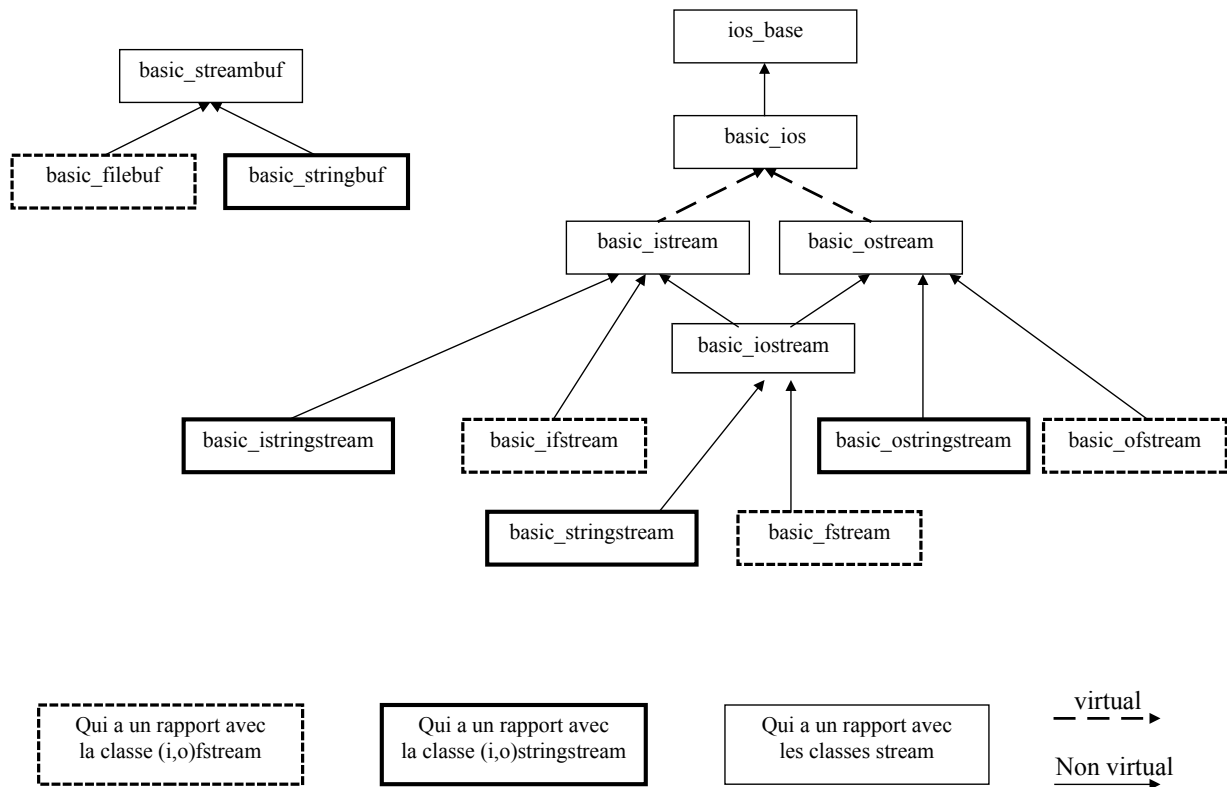 ios_base
basic_streambuf
basic_ios
basic_filebuf
basic_stringbuf
basic_istream
basic_ostream
basic_iostream
basic_istringstream
basic_ifstream
basic_ostringstream
basic_ofstream
basic_stringstream
basic_fstream
Qui a un rapport avec
la classe (i,o)fstream
Qui a un rapport avec
la classe (i,o)stringstream
Qui a un rapport avec
les classes stream
virtual
Non virtual